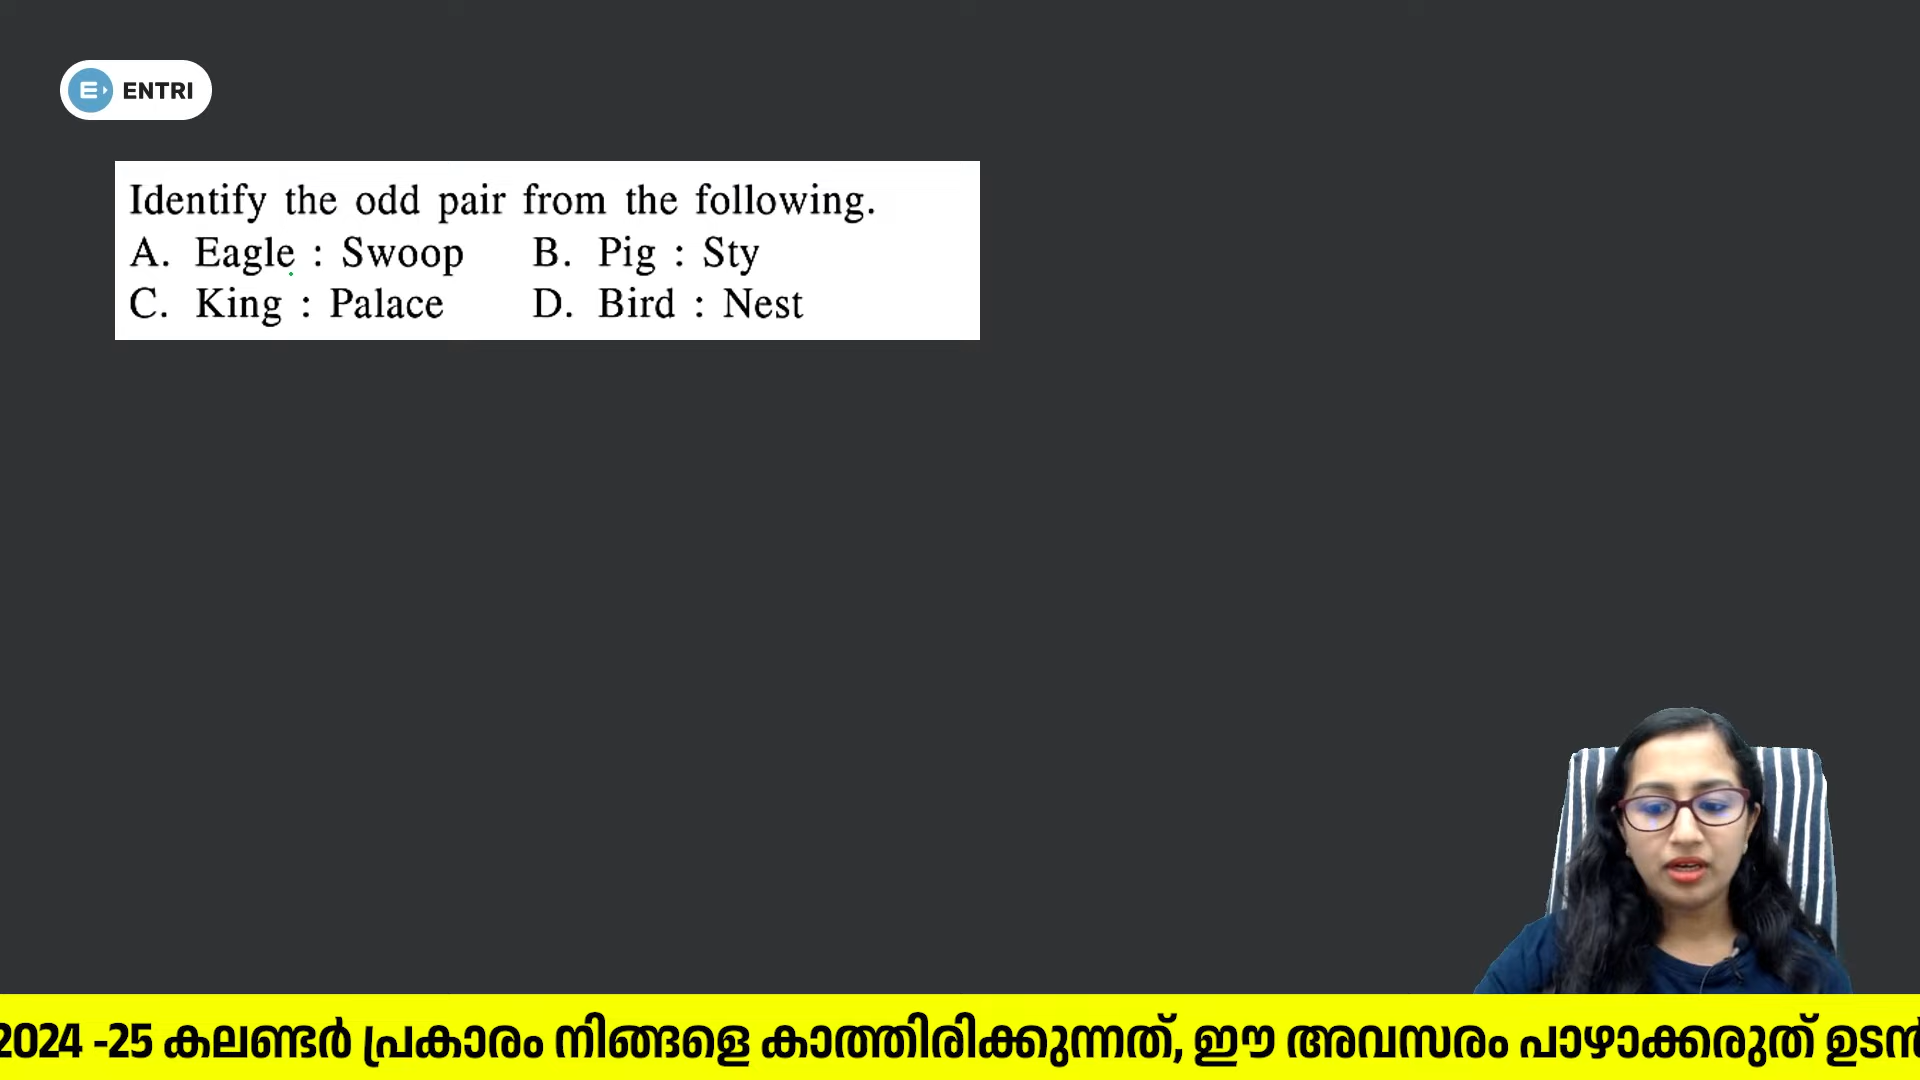 ENTRI
Identify the odd pair from the following.
A. Eagle : Swoop B. Pig : Sty
C. King : Palace D. Bird : Nest
2024 -25 കലണ്ടർ പ്രകാരം നിങ്ങളെ കാത്തിരിക്കുന്നത്, ഈ അവസരം പാഴാക്കരുത് ഉടൻ